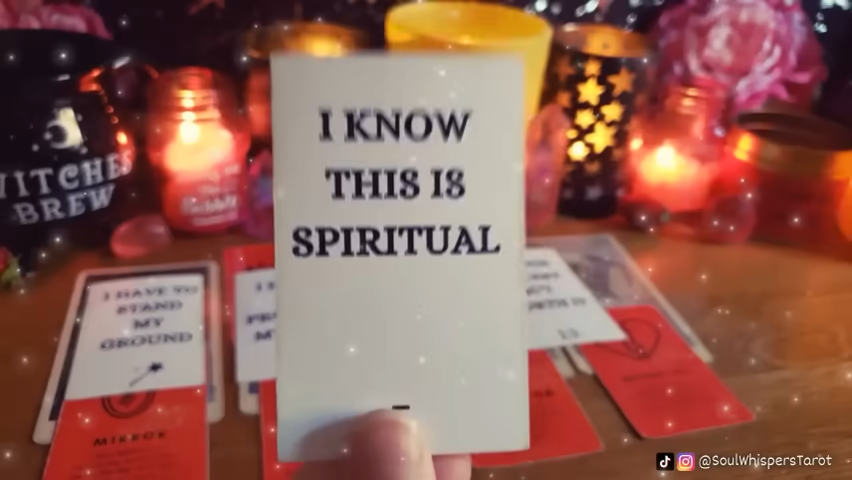 I KNOW
THIS IS
SPIRITUAL
WITCHES
BREW
I HAVE TO
STAND
MY
GROUND
MIRROR
@SoulWhispersTarot